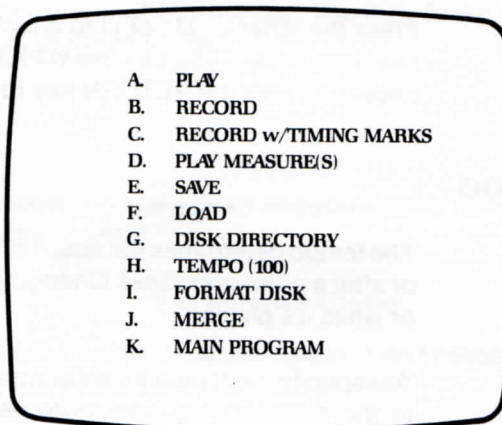 A. PLAY
B. RECORD
C. RECORD w/TIMING MARKS
D. PLAY MEASURE(S)
E. SAVE
F. LOAD
G. DISK DIRECTORY
H. TEMPO (100)
I. FORMAT DISK
J. MERGE
K. MAIN PROGRAM